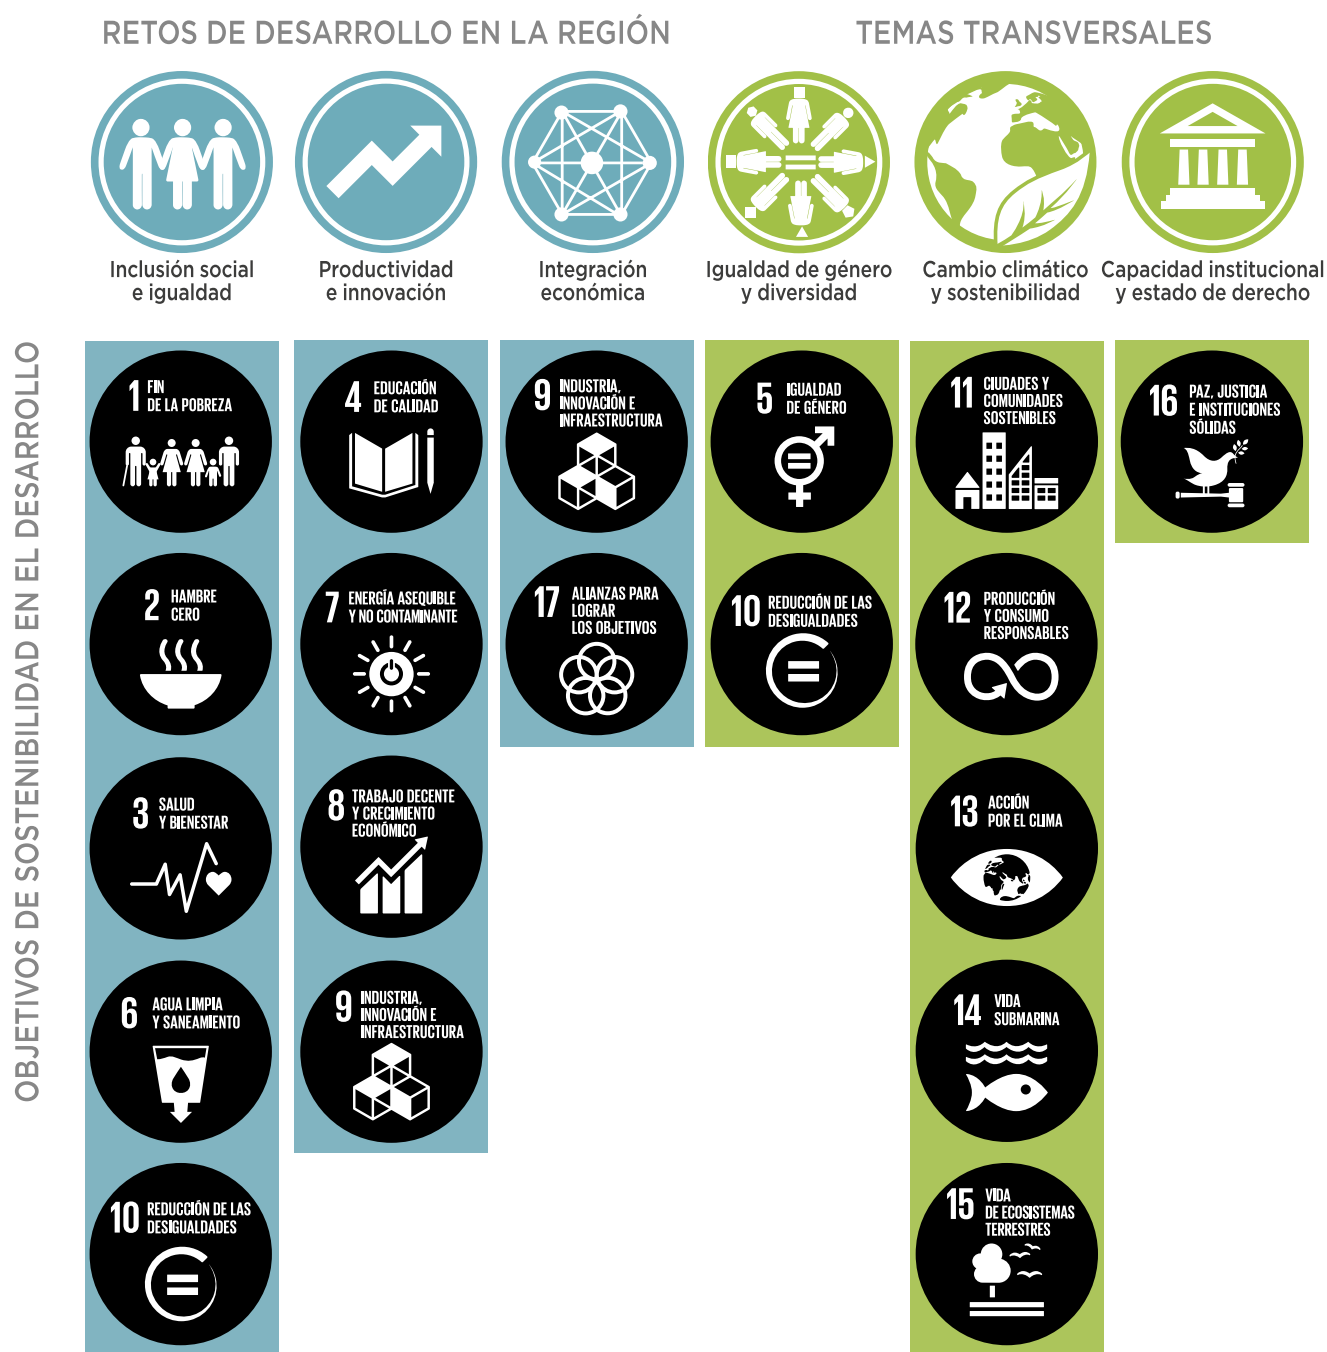 RETOS DE DESARROLLO EN LA REGIÓN
TEMAS TRANSVERSALES
Inclusión social
e igualdad
Productividad
e innovación
Integración
económica
Igualdad de género
y diversidad
Cambio climático
y sostenibilidad
Capacidad institucional
y estado de derecho
OBJETIVOS DE SOSTENIBILIDAD EN EL DESARROLLO
1 FIN
DE LA POBREZA
2 HAMBRE
CERO
3 SALUD
Y BIENESTAR
6 AGUA LIMPIA
Y SANEAMIENTO
10 REDUCCIÓN DE LAS
DESIGUALDADES
4 EDUCACIÓN
DE CALIDAD
7 ENERGÍA ASEQUIBLE
Y NO CONTAMINANTE
8 TRABAJO DECENTE
Y CRECIMIENTO
ECONÓMICO
9 INDUSTRIA,
INNOVACIÓN E
INFRAESTRUCTURA
9 INDUSTRIA,
INNOVACIÓN E
INFRAESTRUCTURA
17 ALIANZAS PARA
LOGRAR
LOS OBJETIVOS
5 IGUALDAD
DE GÉNERO
10 REDUCCIÓN DE LAS
DESIGUALDADES
11 CIUDADES Y
COMUNIDADES
SOSTENIBLES
12 PRODUCCIÓN
Y CONSUMO
RESPONSABLES
13 ACCIÓN
POR EL CLIMA
14 VIDA
SUBMARINA
15 VIDA
DE ECOSISTEMAS
TERRESTRES
16 PAZ, JUSTICIA
E INSTITUCIONES
SÓLIDAS